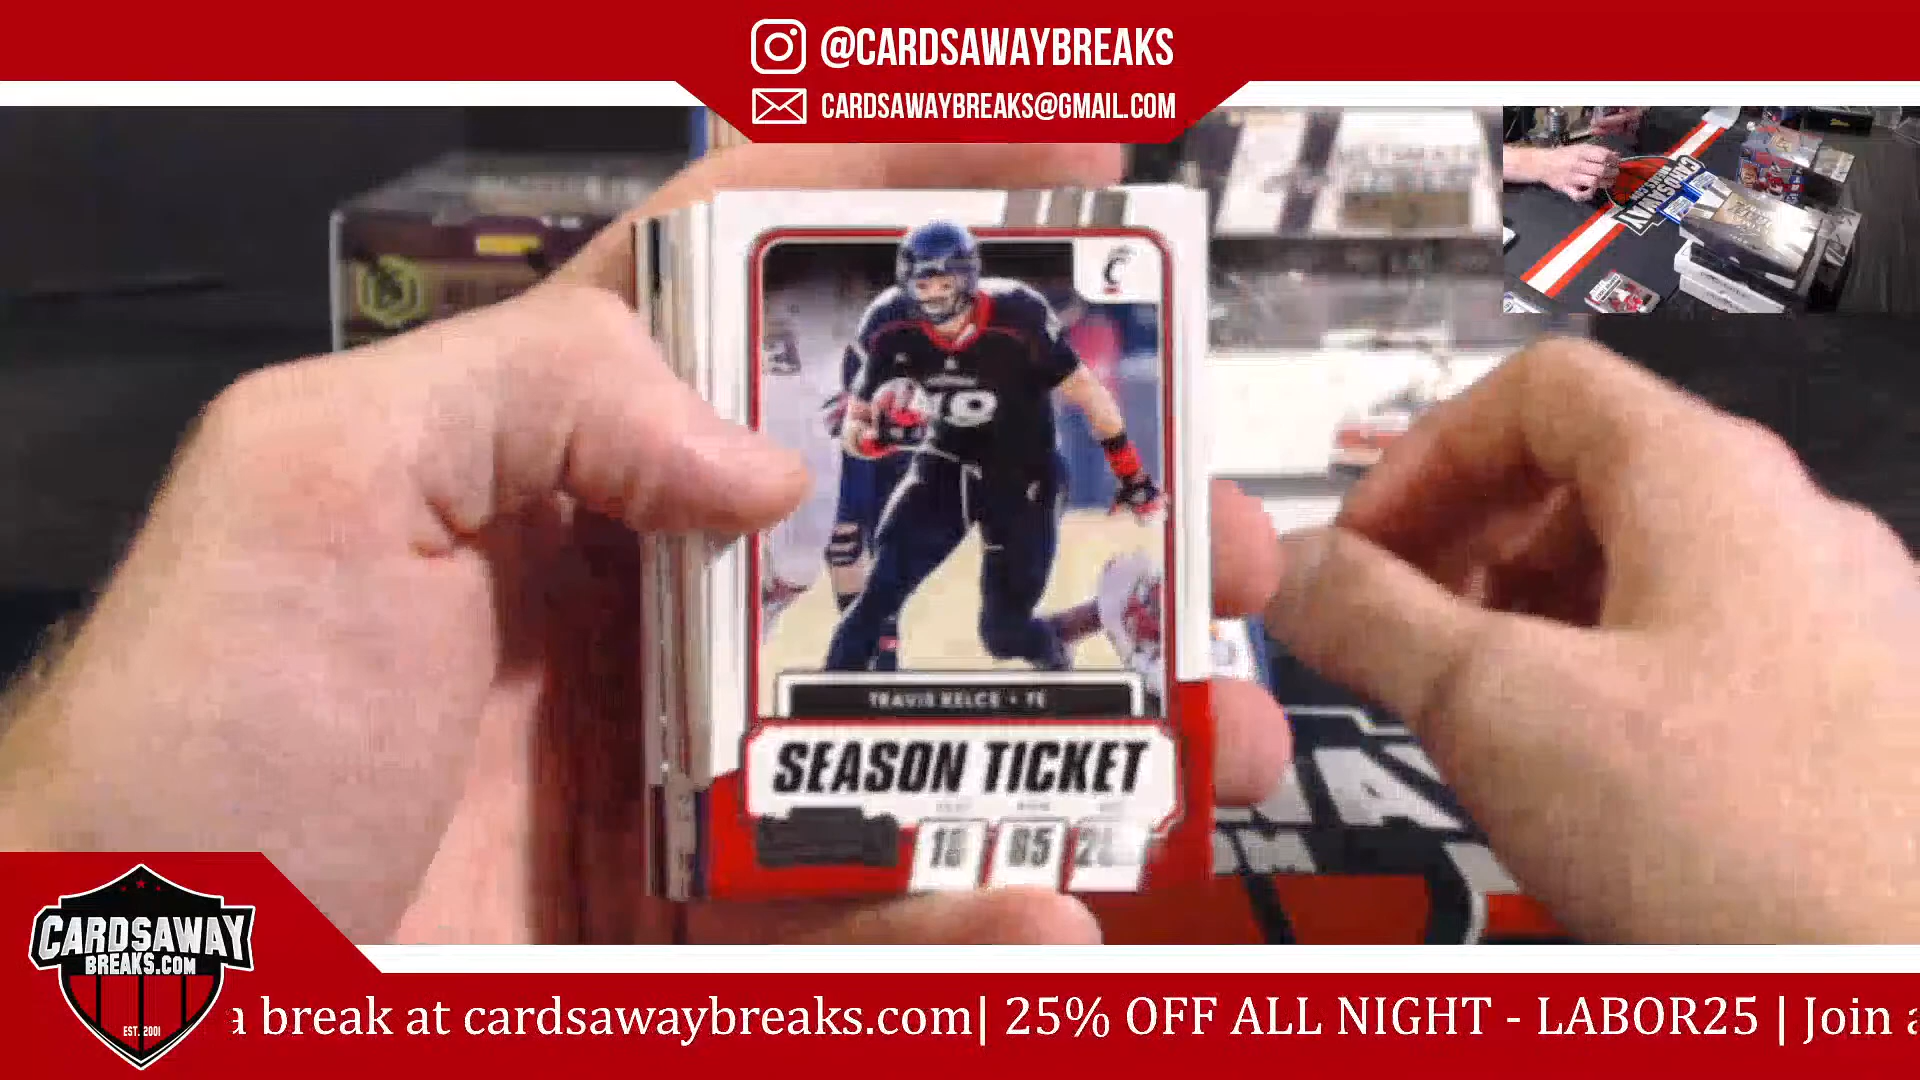 @CARDSAWAYBREAKS
CARDSAWAYBREAKS@GMAIL.COM
TRAVIS KELCE • TE
SEASON TICKET
CARDSAWAY
BREAKS.COM
EST. 2001
a break at cardsawaybreaks.com| 25% OFF ALL NIGHT - LABOR25 | Join a